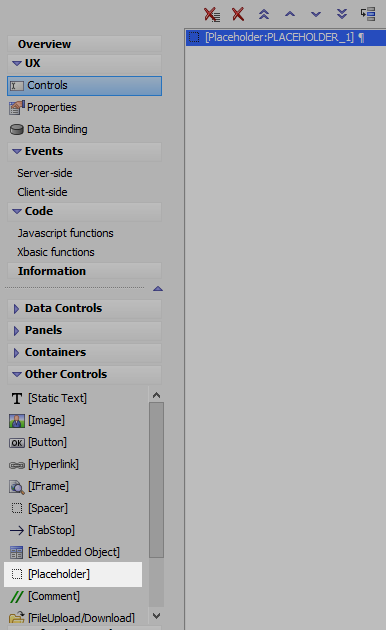 Overview
UX
Controls
Properties
Data Binding
Events
Server-side
Client-side
Code
Javascript functions
Xbasic functions
Information
Data Controls
Panels
Containers
Other Controls
T [Static Text]
[Image]
OK [Button]
[Hyperlink]
[IFrame]
[Spacer]
[TabStop]
[Embedded Object]
[Placeholder]
[Comment]
[FileUpload/Download]
[Placeholder:PLACEHOLDER_1] ¶